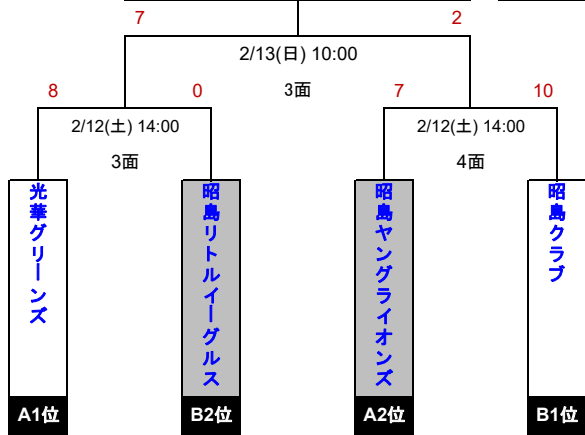 7 2
2/13(日) 10:00
3面
8 0 7 10
2/12(土) 14:00 2/12(土) 14:00
3面 4面
光華グリーンズ
昭島リトルイーグルス
昭島ヤングライオンズ
昭島クラブ
A1位 B2位 A2位 B1位